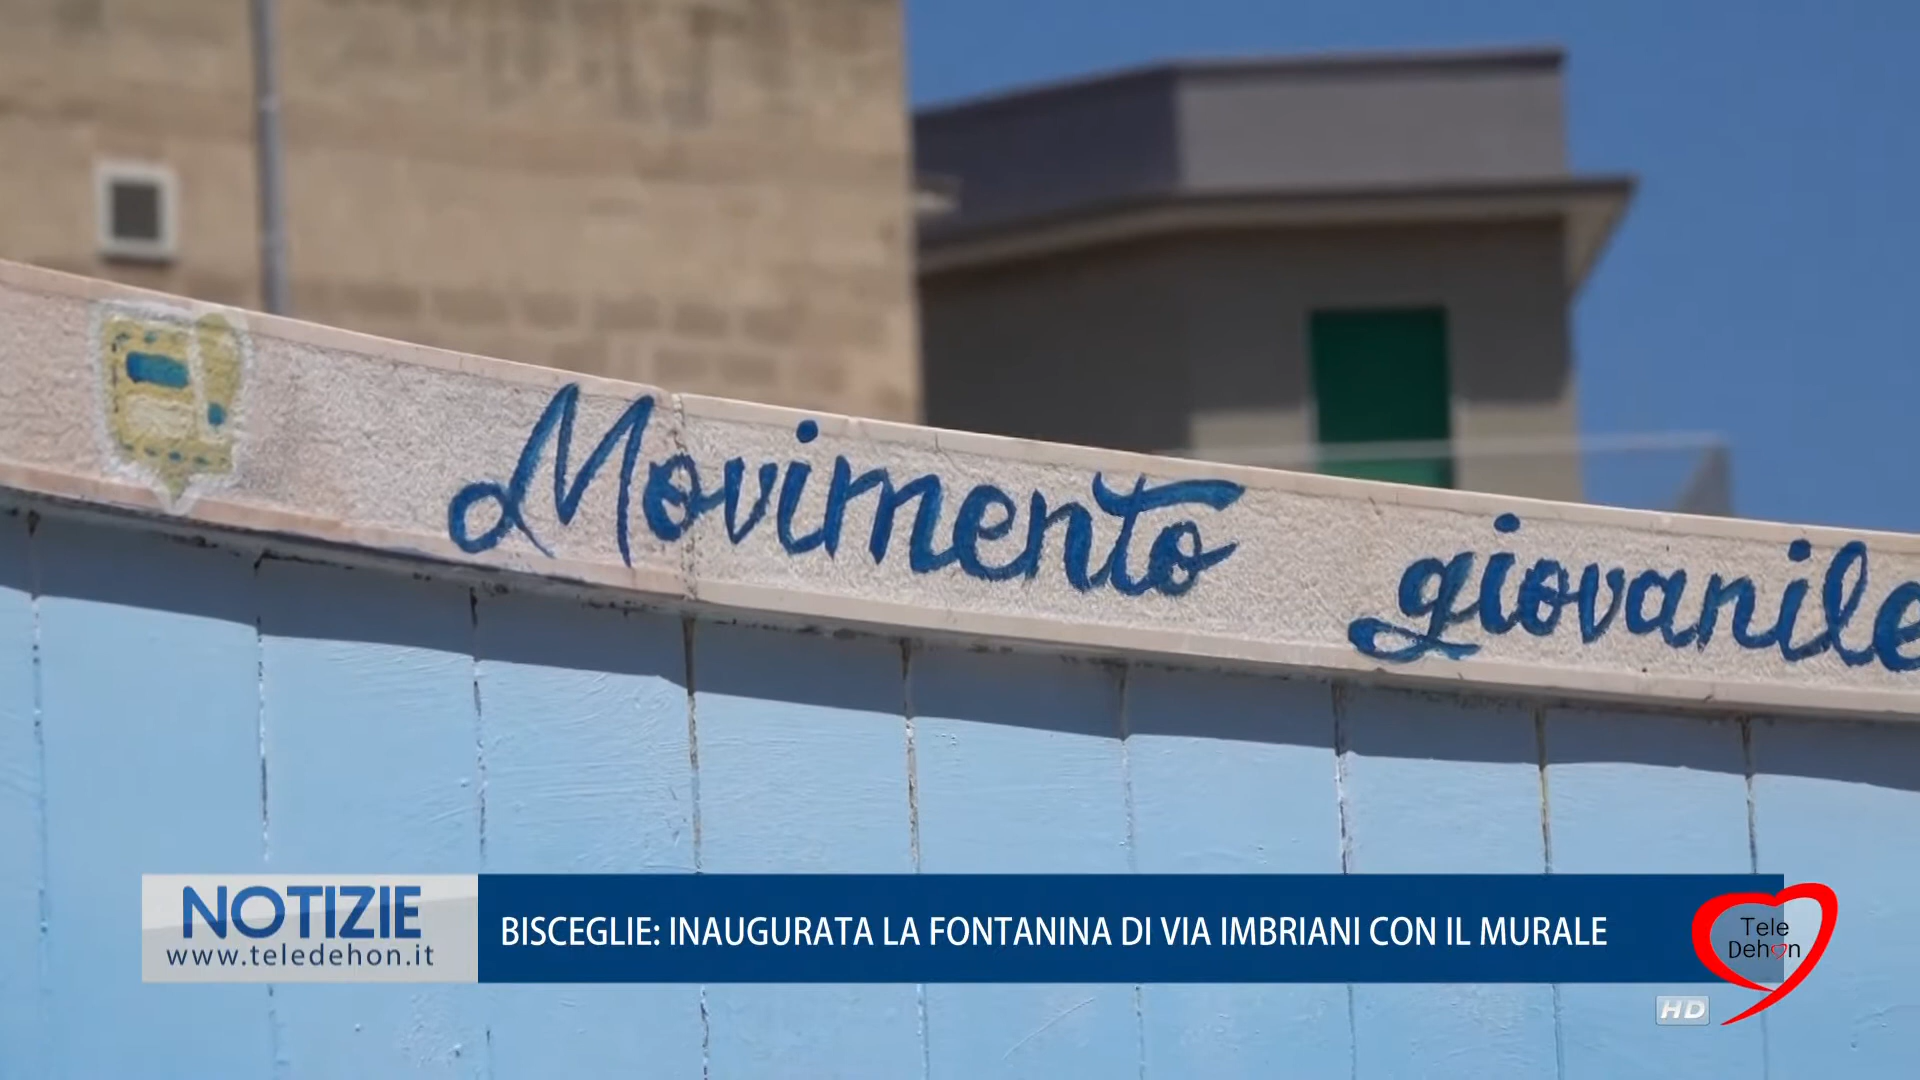 Movimento giovanile
NOTIZIE
www.teledehon.it
BISCEGLIE: INAUGURATA LA FONTANINA DI VIA IMBRIANI CON IL MURALE
Tele
Dehon
HD